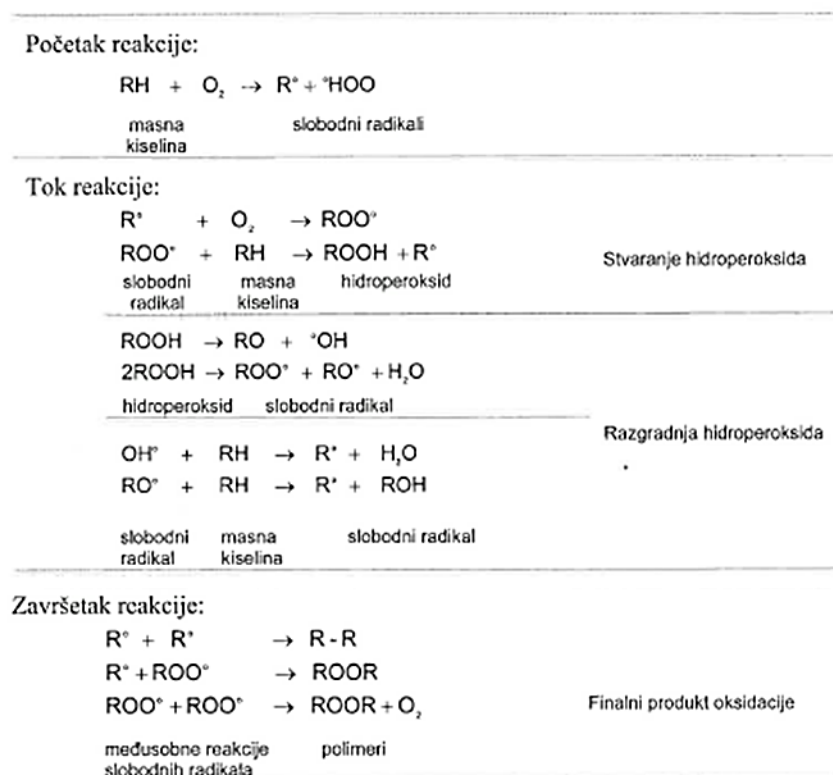 Početak reakcije:
RH + O₂ → R• + •HOO
masna slobodni radikali
kiselina
Tok reakcije:
R• + O₂ → ROO•
ROO• + RH → ROOH + R•
slobodni masna hidroperoksid
radikal kiselina
Stvaranje hidroperoksida
ROOH → RO + •OH
2ROOH → ROO• + RO• + H₂O
hidroperoksid slobodni radikal
Razgradnja hidroperoksida
OH• + RH → R• + H₂O
RO• + RH → R• + ROH
slobodni masna slobodni radikal
radikal kiselina
Završetak reakcije:
R• + R• → R - R
R• + ROO• → ROOR
ROO• + ROO• → ROOR + O₂
Finalni produkt oksidacije
međusobne reakcije polimeri
slobodnih radikala